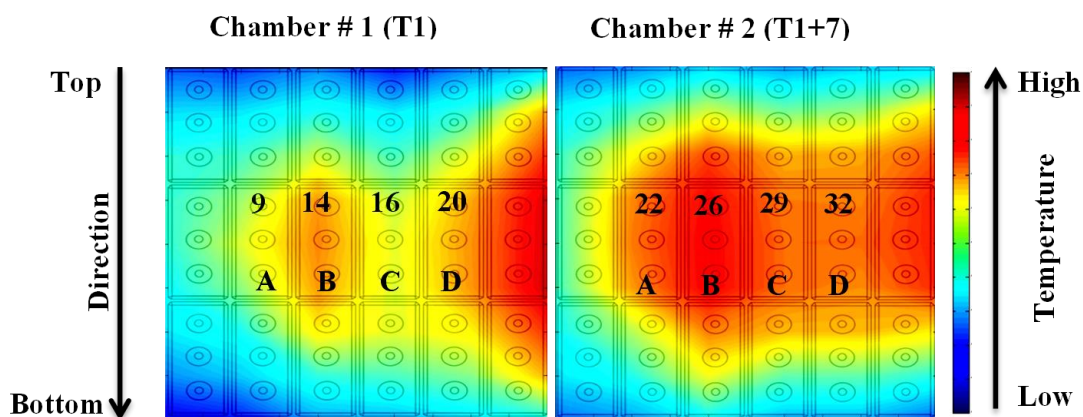 Chamber # 1 (T1)
Chamber # 2 (T1+7)
Top
Direction
Bottom
9 14 16 20
A B C D
22 26 29 32
A B C D
High
Temperature
Low